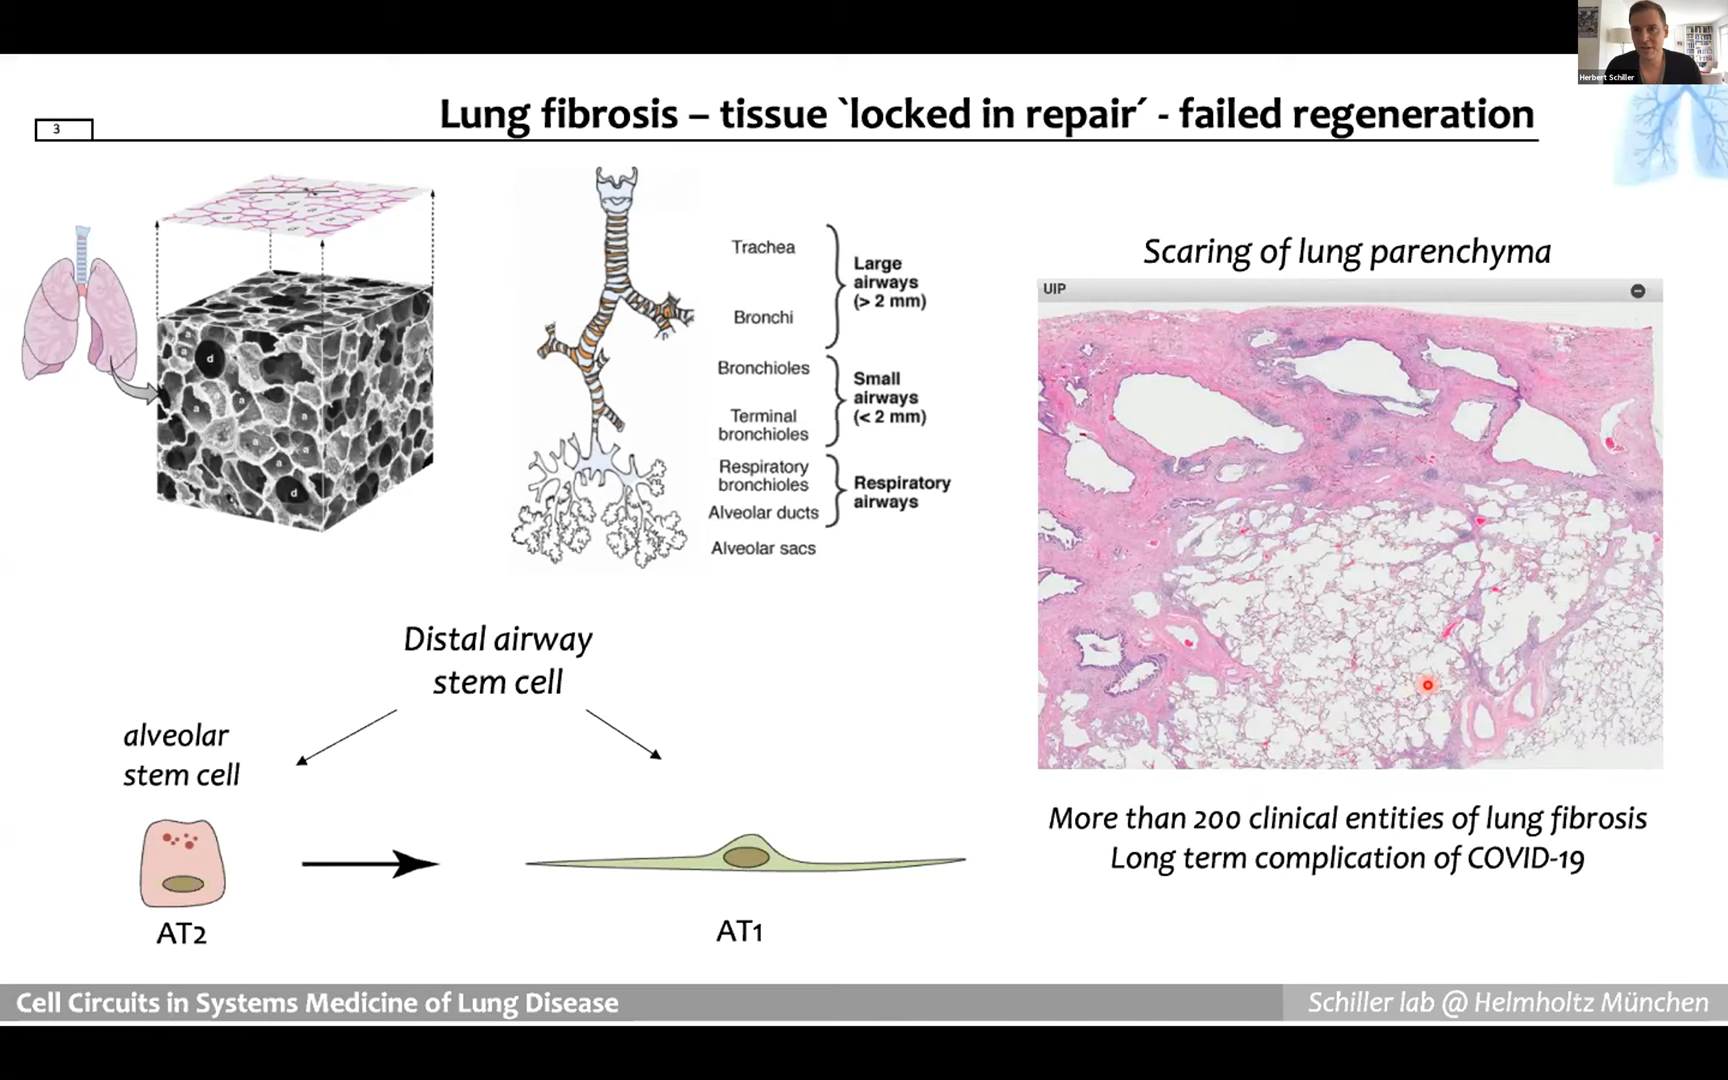 Herbert Schiller
3
Lung fibrosis – tissue `locked in repair´ - failed regeneration
a
a
d
a
a
a
a
a
d
Trachea
Bronchi
Large
airways
(> 2 mm)
Bronchioles
Terminal
bronchioles
Small
airways
(< 2 mm)
Respiratory
bronchioles
Alveolar ducts
Respiratory
airways
Alveolar sacs
Scaring of lung parenchyma
UIP
Distal airway
stem cell
alveolar
stem cell
AT2
AT1
More than 200 clinical entities of lung fibrosis
Long term complication of COVID-19
Cell Circuits in Systems Medicine of Lung Disease
Schiller lab @ Helmholtz München